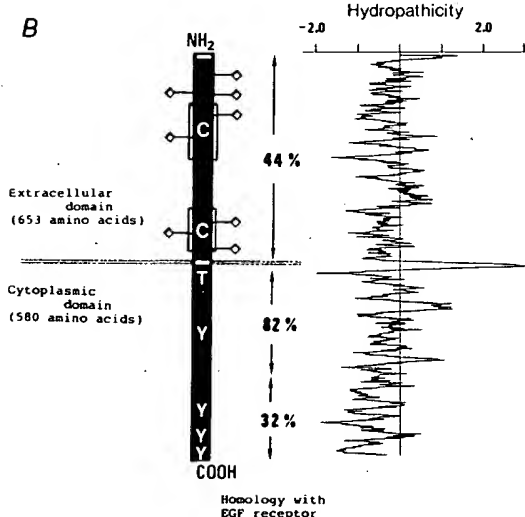 B
Hydropathicity
-2.0 0 2.0
NH₂
C
44 %
Extracellular
domain
(653 amino acids)
C
T
Cytoplasmic
domain
(580 amino acids)
82 %
Y
Y
32 %
Y
Y
COOH
Homology with
EGF receptor